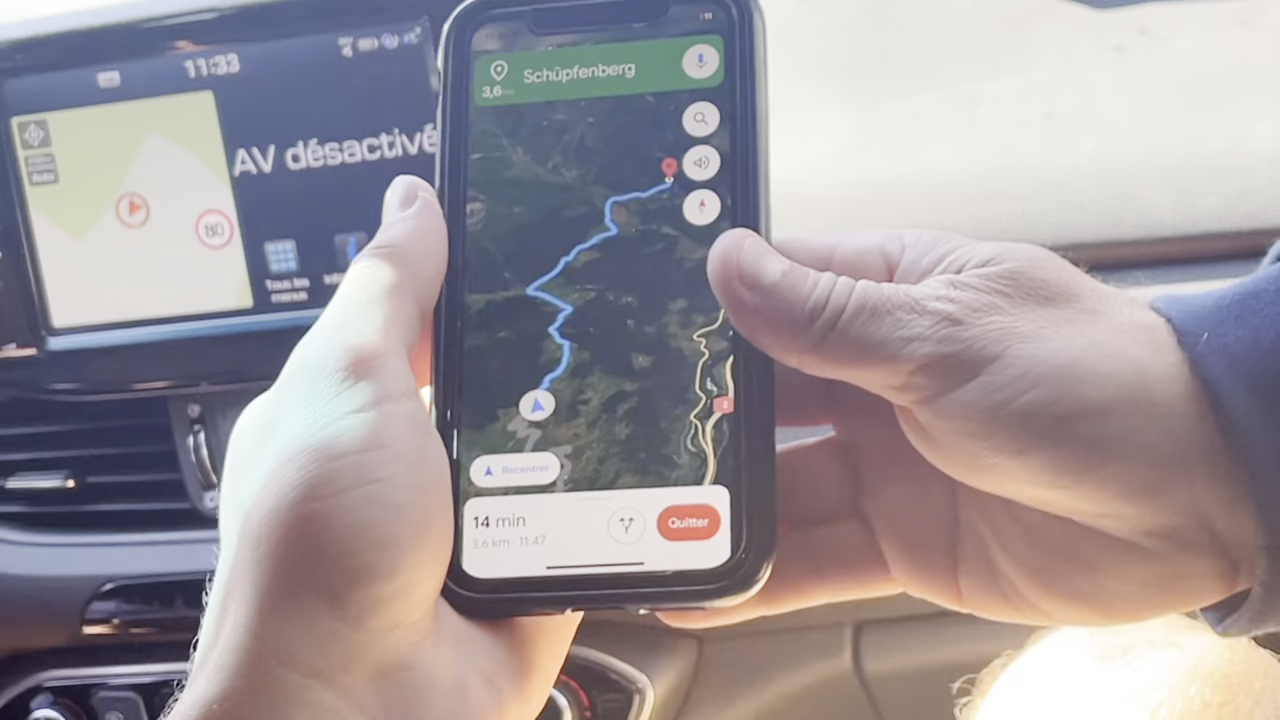 11:33
AV désactivé
80
Auto
Tous les
menus
Schüpfenberg
3,6
3
Recentrer
14 min
3,6 km · 11:47
Quitter